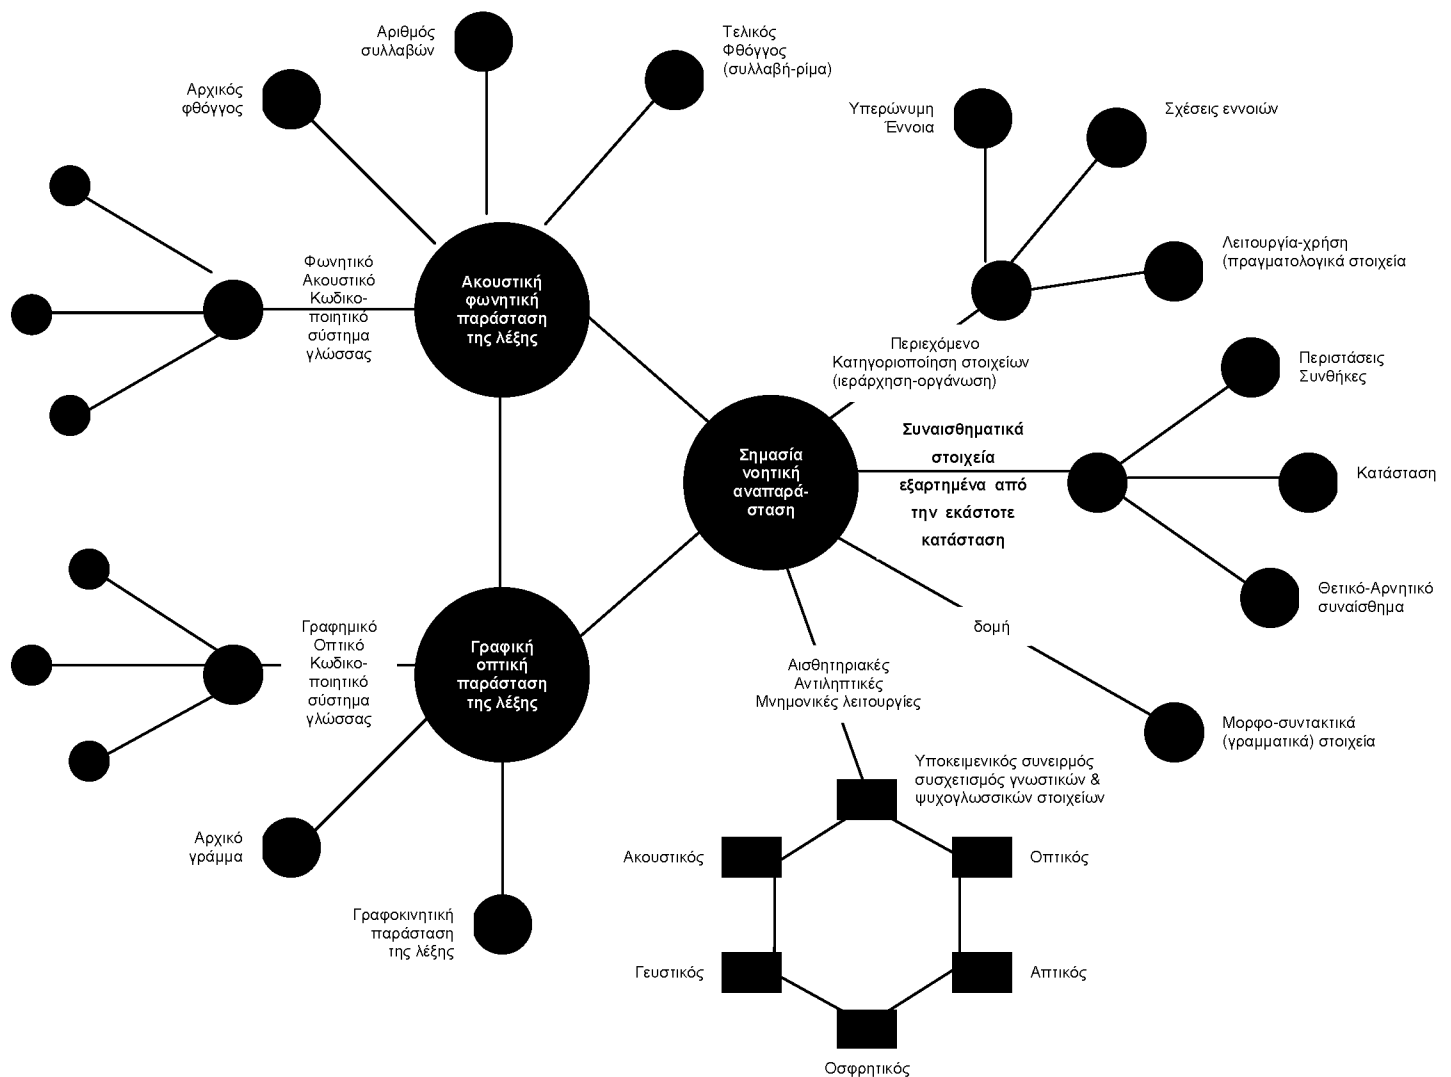 Αριθμός
συλλαβών
Τελικός
Φθόγγος
(συλλαβή-ρίμα)
Αρχικός
φθόγγος
Υπερώνυμη
Έννοια
Σχέσεις εννοιών
Λειτουργία-χρήση
(πραγματολογικά στοιχεία
Φωνητικό
Ακουστικό
Κωδικο-
ποιητικό
σύστημα
γλώσσας
Ακουστική
φωνητική
παράσταση
της λέξης
Περιεχόμενο
Κατηγοριοποίηση στοιχείων
(ιεράρχηση-οργάνωση)
Περιστάσεις
Συνθήκες
Σημασία
νοητική
αναπαρά-
σταση
Συναισθηματικά
στοιχεία
εξαρτημένα από
την εκάστοτε
κατάσταση
Κατάσταση
Θετικό-Αρνητικό
συναίσθημα
δομή
Γραφημικό
Οπτικό
Κωδικο-
ποιητικό
σύστημα
γλώσσας
Γραφική
οπτική
παράσταση
της λέξης
Αισθητηριακές
Αντιληπτικές
Μνημονικές λειτουργίες
Μορφο-συντακτικά
(γραμματικά) στοιχεία
Υποκειμενικός συνειρμός
συσχετισμός γνωστικών &
ψυχογλωσσικών στοιχείων
Αρχικό
γράμμα
Ακουστικός
Οπτικός
Γραφοκινητική
παράσταση
της λέξης
Γευστικός
Απτικός
Οσφρητικός